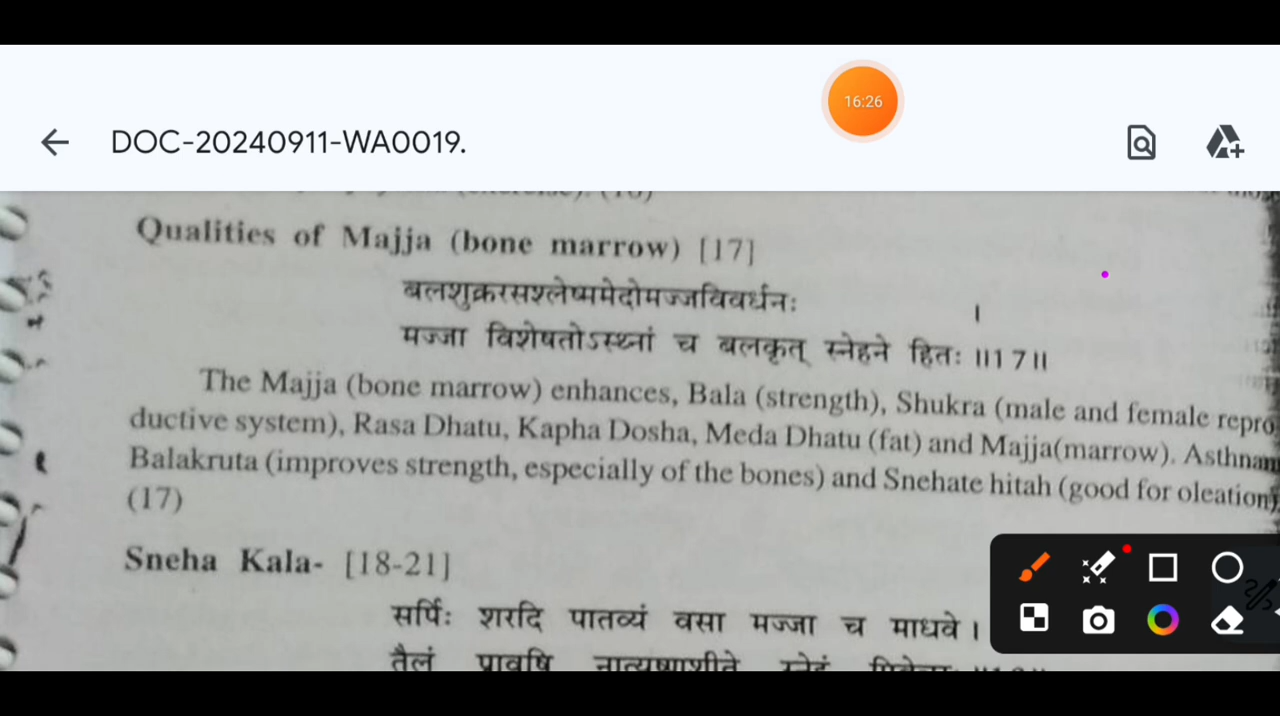 16:26
DOC-20240911-WA0019.
Qualities of Majja (bone marrow) [17]
बलशुक्ररसश्लेष्ममेदोमज्जविवर्धनः ।
मज्जा विशेषतोऽस्थ्नां च बलकृत् स्नेहने हितः ॥1 7॥
The Majja (bone marrow) enhances, Bala (strength), Shukra (male and female repro
ductive system), Rasa Dhatu, Kapha Dosha, Meda Dhatu (fat) and Majja(marrow). Asthnam
Balakruta (improves strength, especially of the bones) and Snehate hitah (good for oleation)
(17)
Sneha Kala- [18-21]
सर्पिः शरदि पातव्यं वसा मज्जा च माधवे ।
तैलं